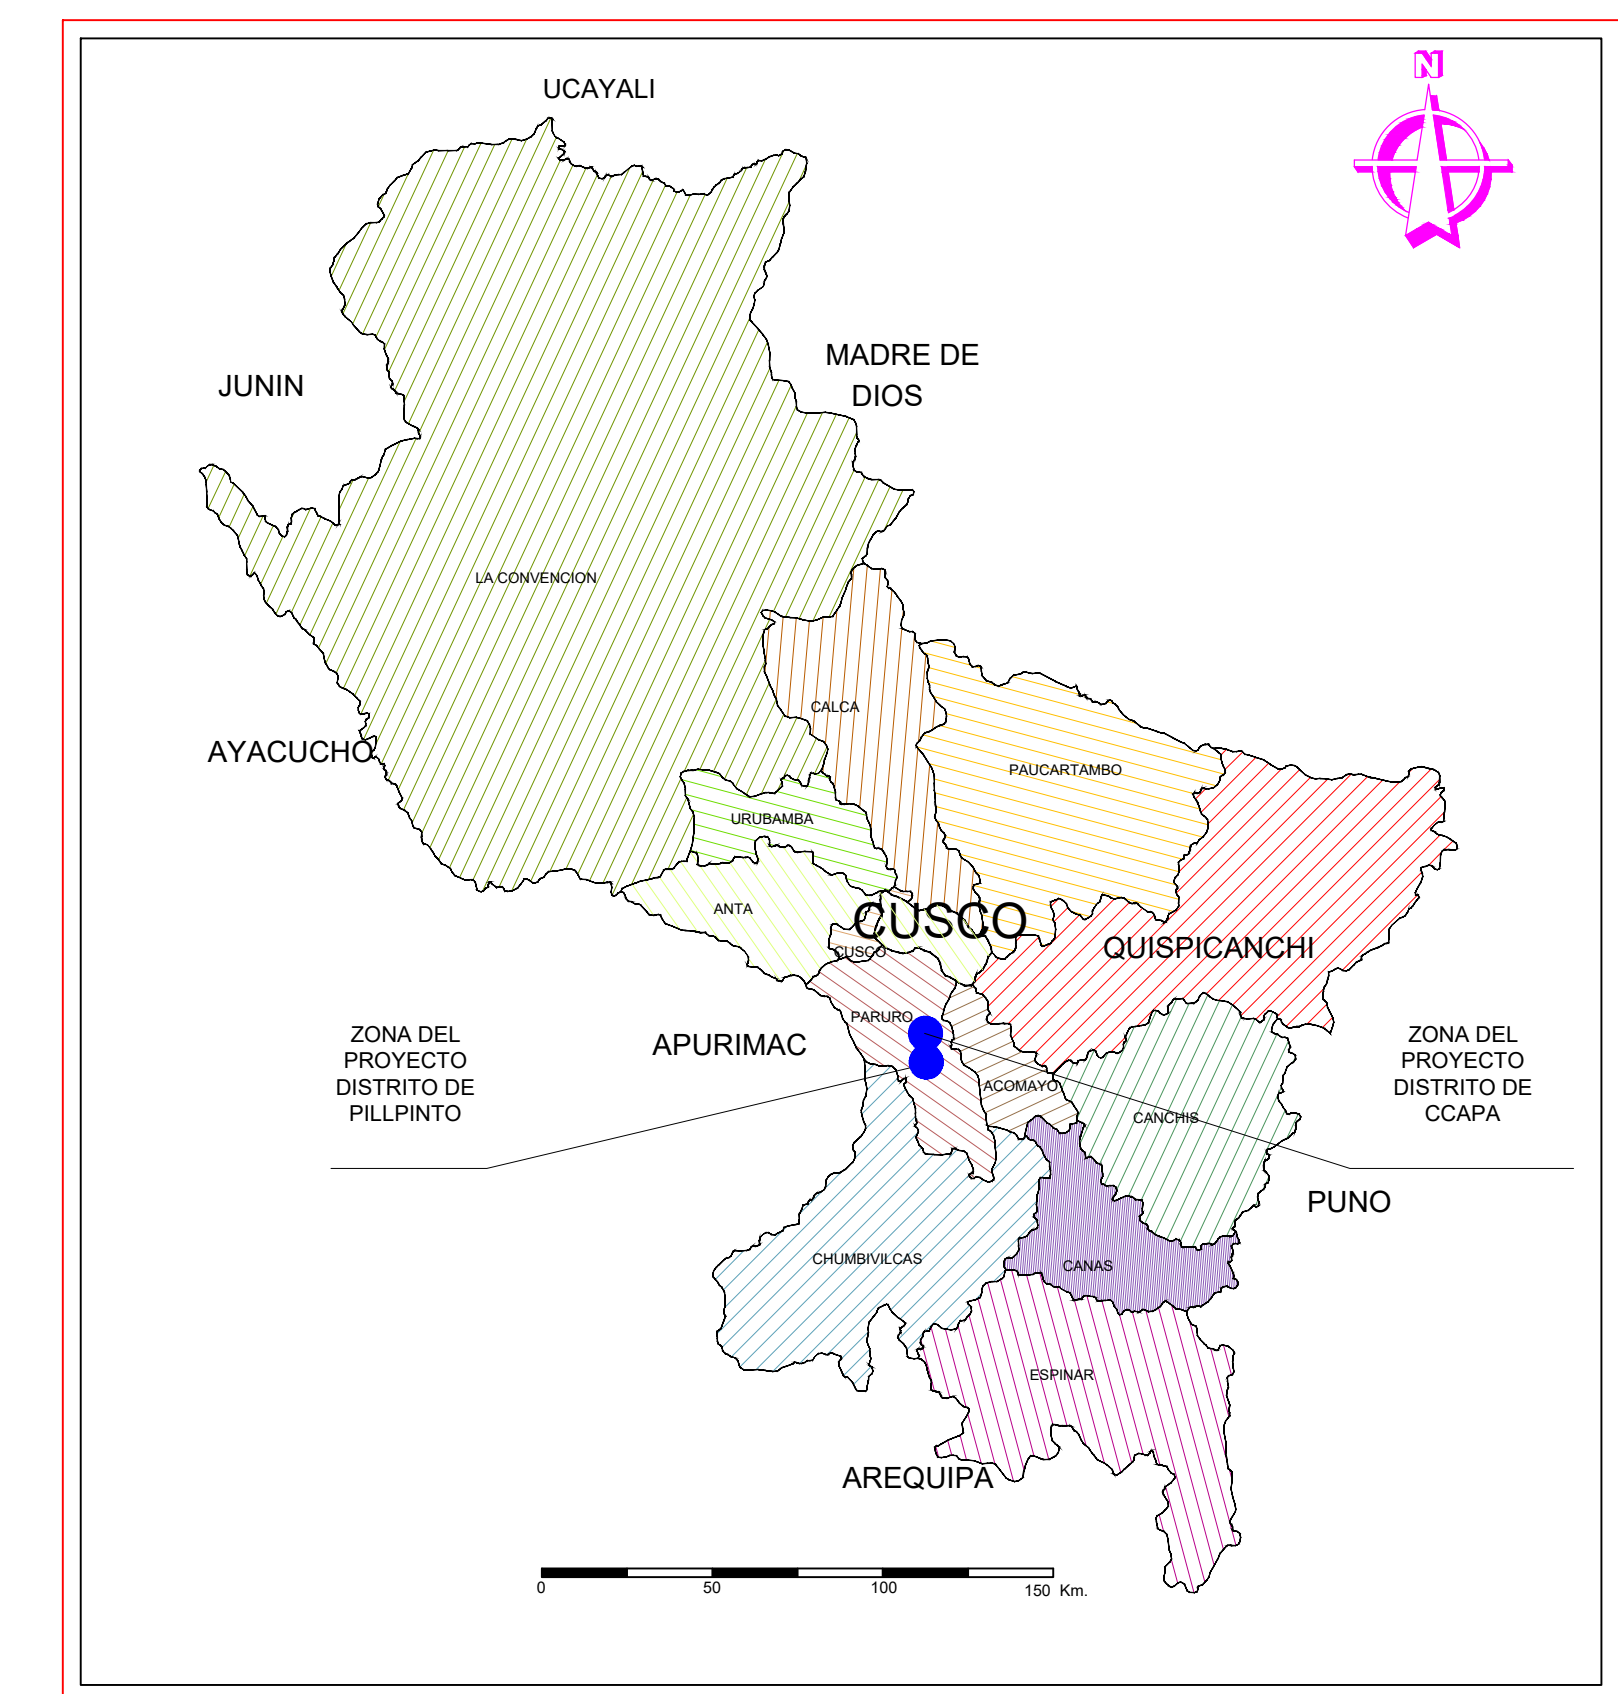 N
UCAYALI
MADRE DE
DIOS
JUNIN
LA CONVENCION
CALCA
AYACUCHO
PAUCARTAMBO
URUBAMBA
ANTA
CUSCO
QUISPICANCHI
CUSCO
PARURO
ZONA DEL
PROYECTO
DISTRITO DE
PILLPINTO
APURIMAC
ZONA DEL
PROYECTO
DISTRITO DE
CCAPA
ACOMAYO
CANCHIS
PUNO
CHUMBIVILCAS
CANAS
ESPINAR
AREQUIPA
0 50 100 150 Km.